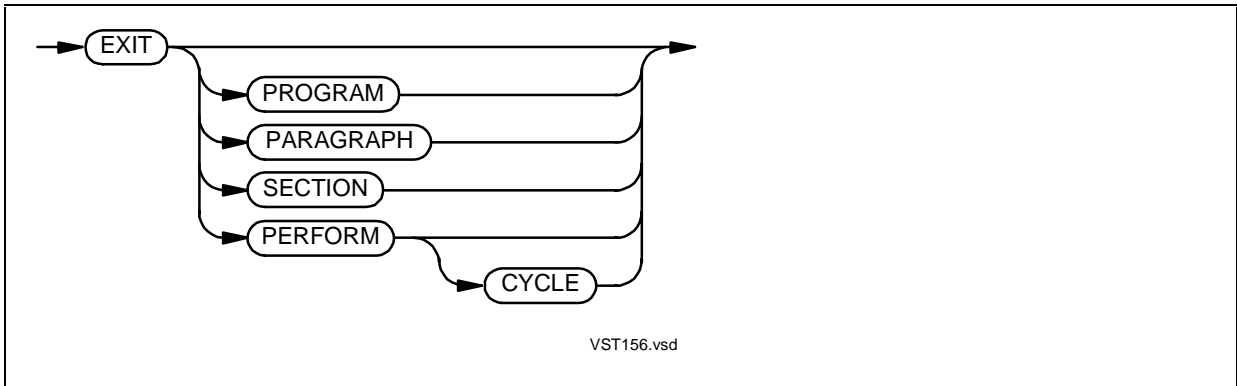 EXIT
PROGRAM
PARAGRAPH
SECTION
PERFORM
CYCLE
VST156.vsd